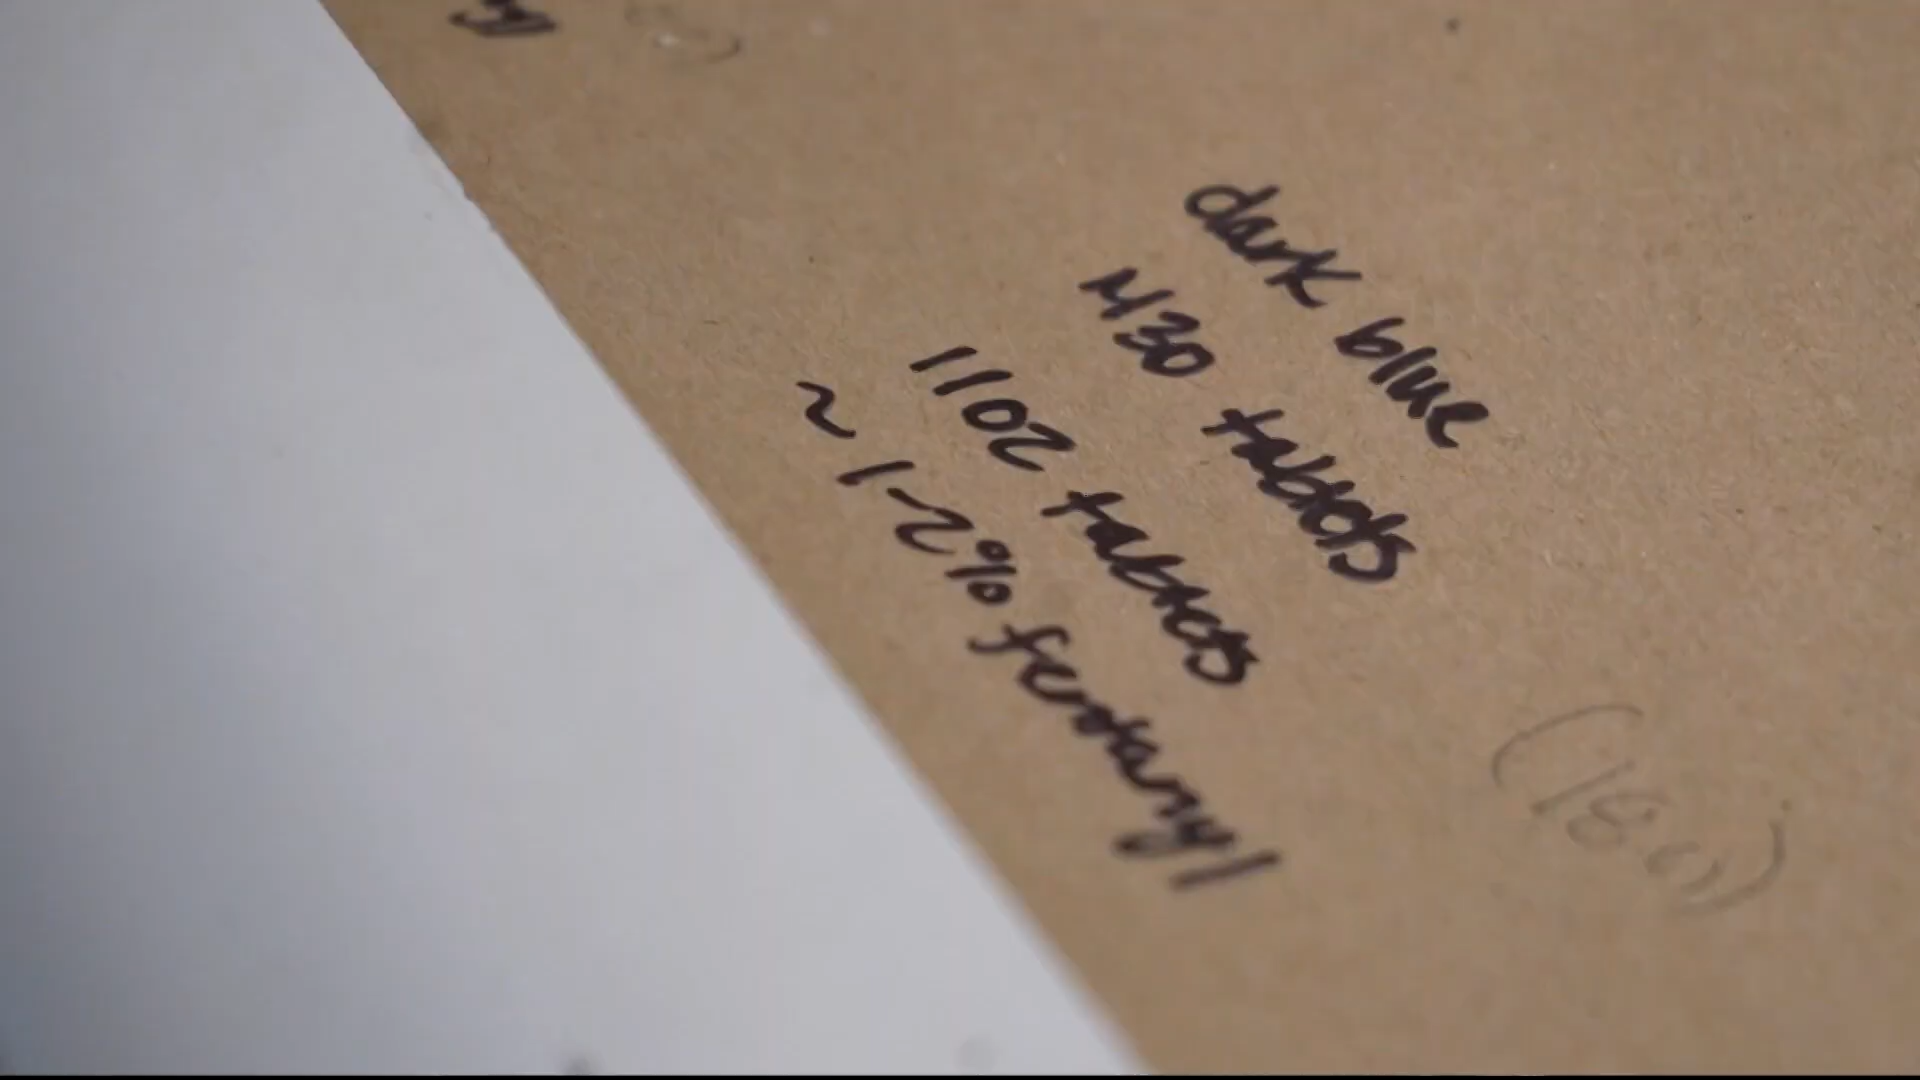 dark blue
M30 tablets
1102 tablets
~ 1-2% fentanyl